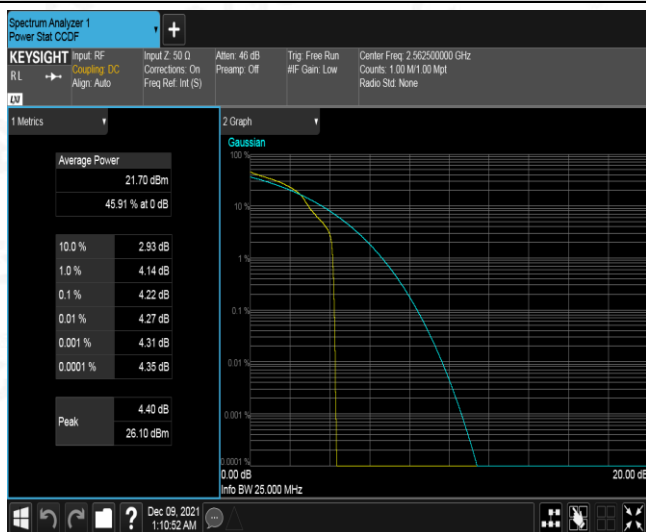 Spectrum Analyzer 1
Power Stat CCDF
+
KEYSIGHT
RL
LXI
Input: RF
Coupling: DC
Align: Auto
Input Z: 50 Ω
Corrections: On
Freq Ref: Int (S)
Atten: 46 dB
Preamp: Off
Trig: Free Run
#IF Gain: Low
Center Freq: 2.562500000 GHz
Counts: 1.00 M/1.00 Mpt
Radio Std: None
1 Metrics
Average Power
21.70 dBm
45.91 % at 0 dB
10.0 % 2.93 dB
1.0 % 4.14 dB
0.1 % 4.22 dB
0.01 % 4.27 dB
0.001 % 4.31 dB
0.0001 % 4.35 dB
Peak
4.40 dB
26.10 dBm
2 Graph
Gaussian
100 %
10 %
1 %
0.1 %
0.01 %
0.001 %
0.0001 %
0.00 dB
20.00 dB
Info BW 25.000 MHz
?
Dec 09, 2021
1:10:52 AM